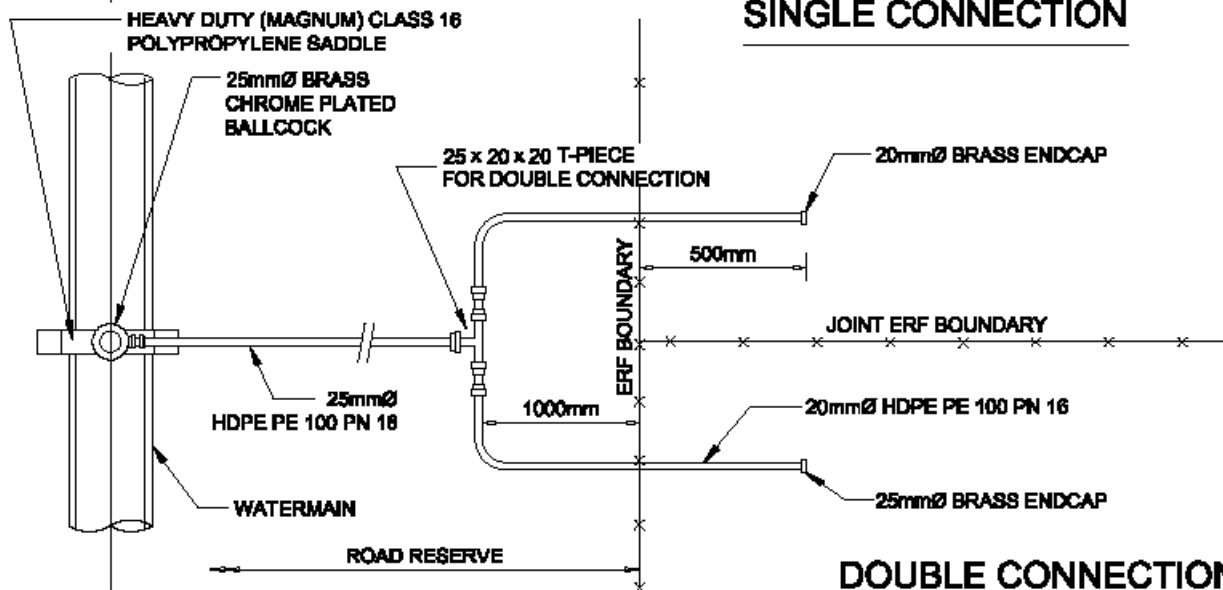 SINGLE CONNECTION
HEAVY DUTY (MAGNUM) CLASS 16
POLYPROPYLENE SADDLE
25mmØ BRASS
CHROME PLATED
BALLCOCK
25 x 20 x 20 T-PIECE
FOR DOUBLE CONNECTION
20mmØ BRASS ENDCAP
500mm
ERF BOUNDARY
JOINT ERF BOUNDARY
25mmØ
HDPE PE 100 PN 16
1000mm
20mmØ HDPE PE 100 PN 16
WATERMAIN
25mmØ BRASS ENDCAP
ROAD RESERVE
DOUBLE CONNECTION